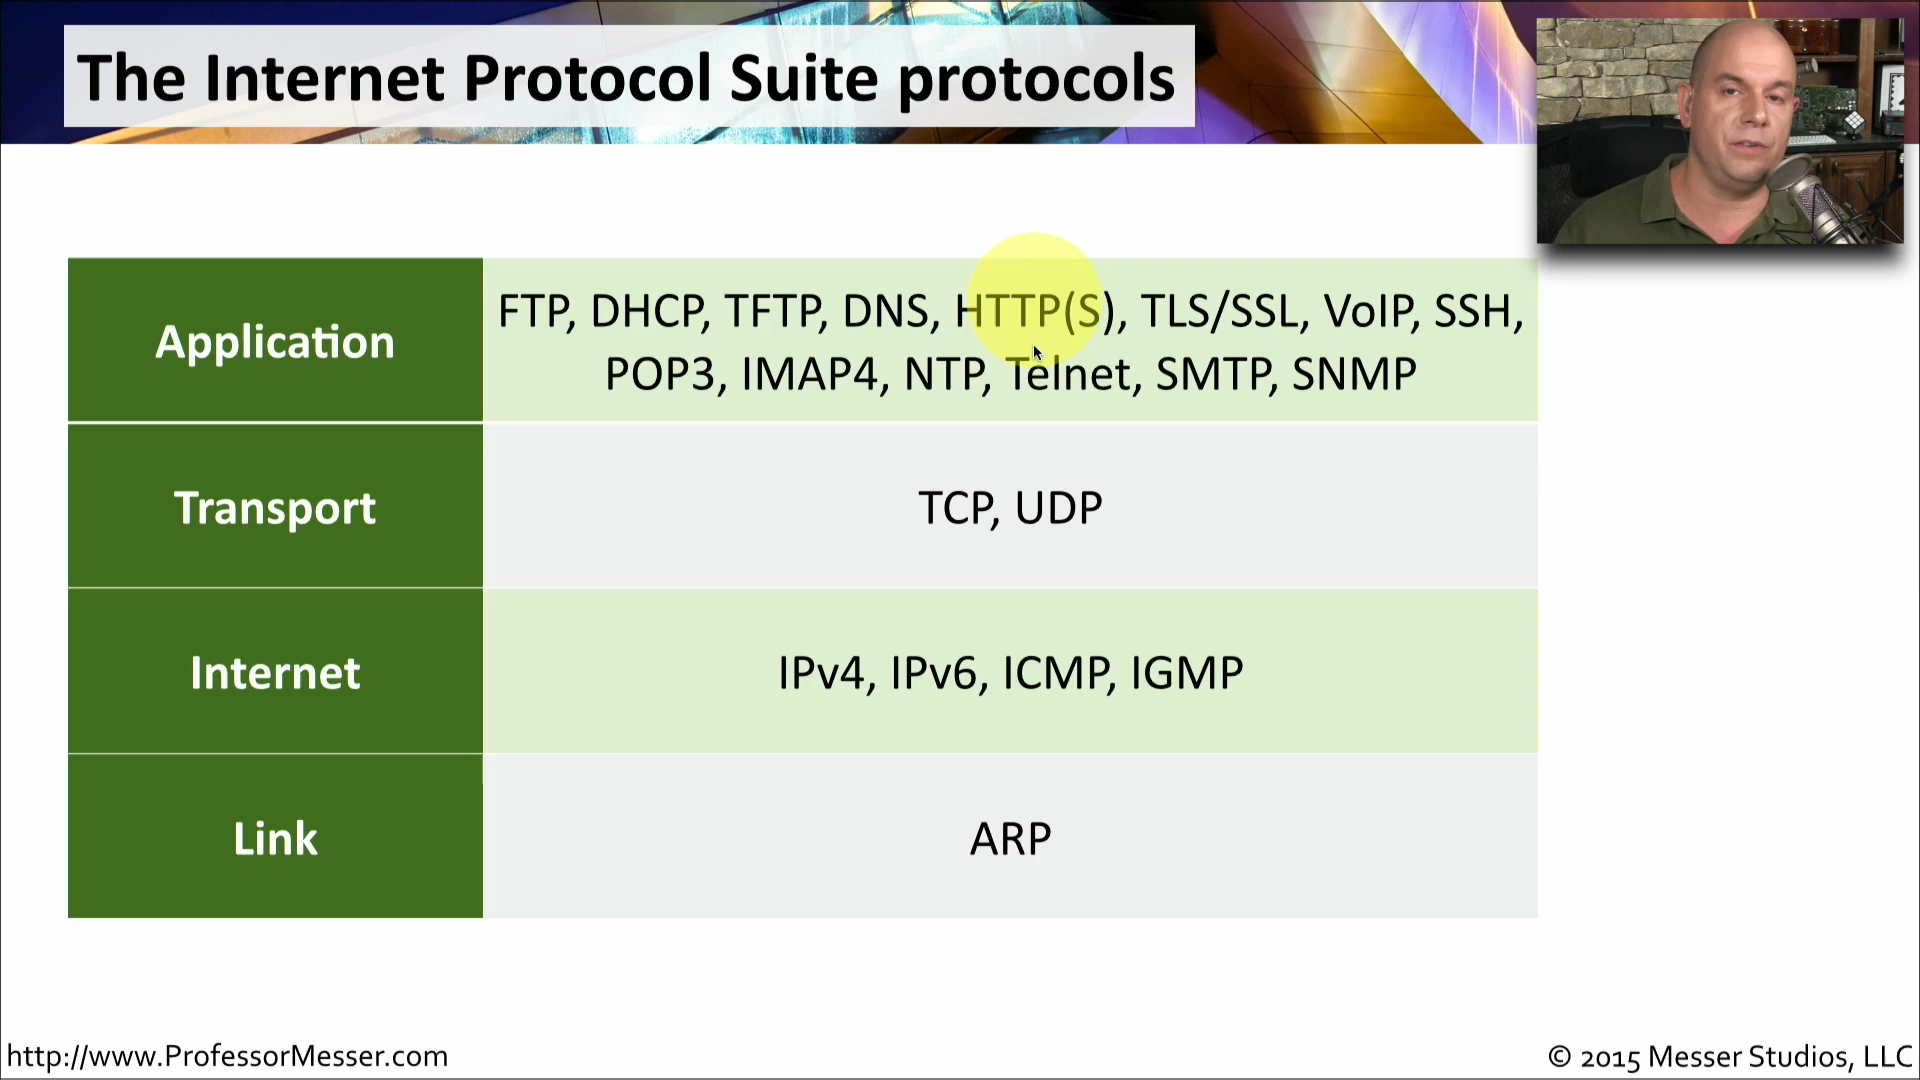 The Internet Protocol Suite protocols
Application
FTP, DHCP, TFTP, DNS, HTTP(S), TLS/SSL, VoIP, SSH,
POP3, IMAP4, NTP, Telnet, SMTP, SNMP
Transport
TCP, UDP
Internet
IPv4, IPv6, ICMP, IGMP
Link
ARP
http://www.ProfessorMesser.com
© 2015 Messer Studios, LLC